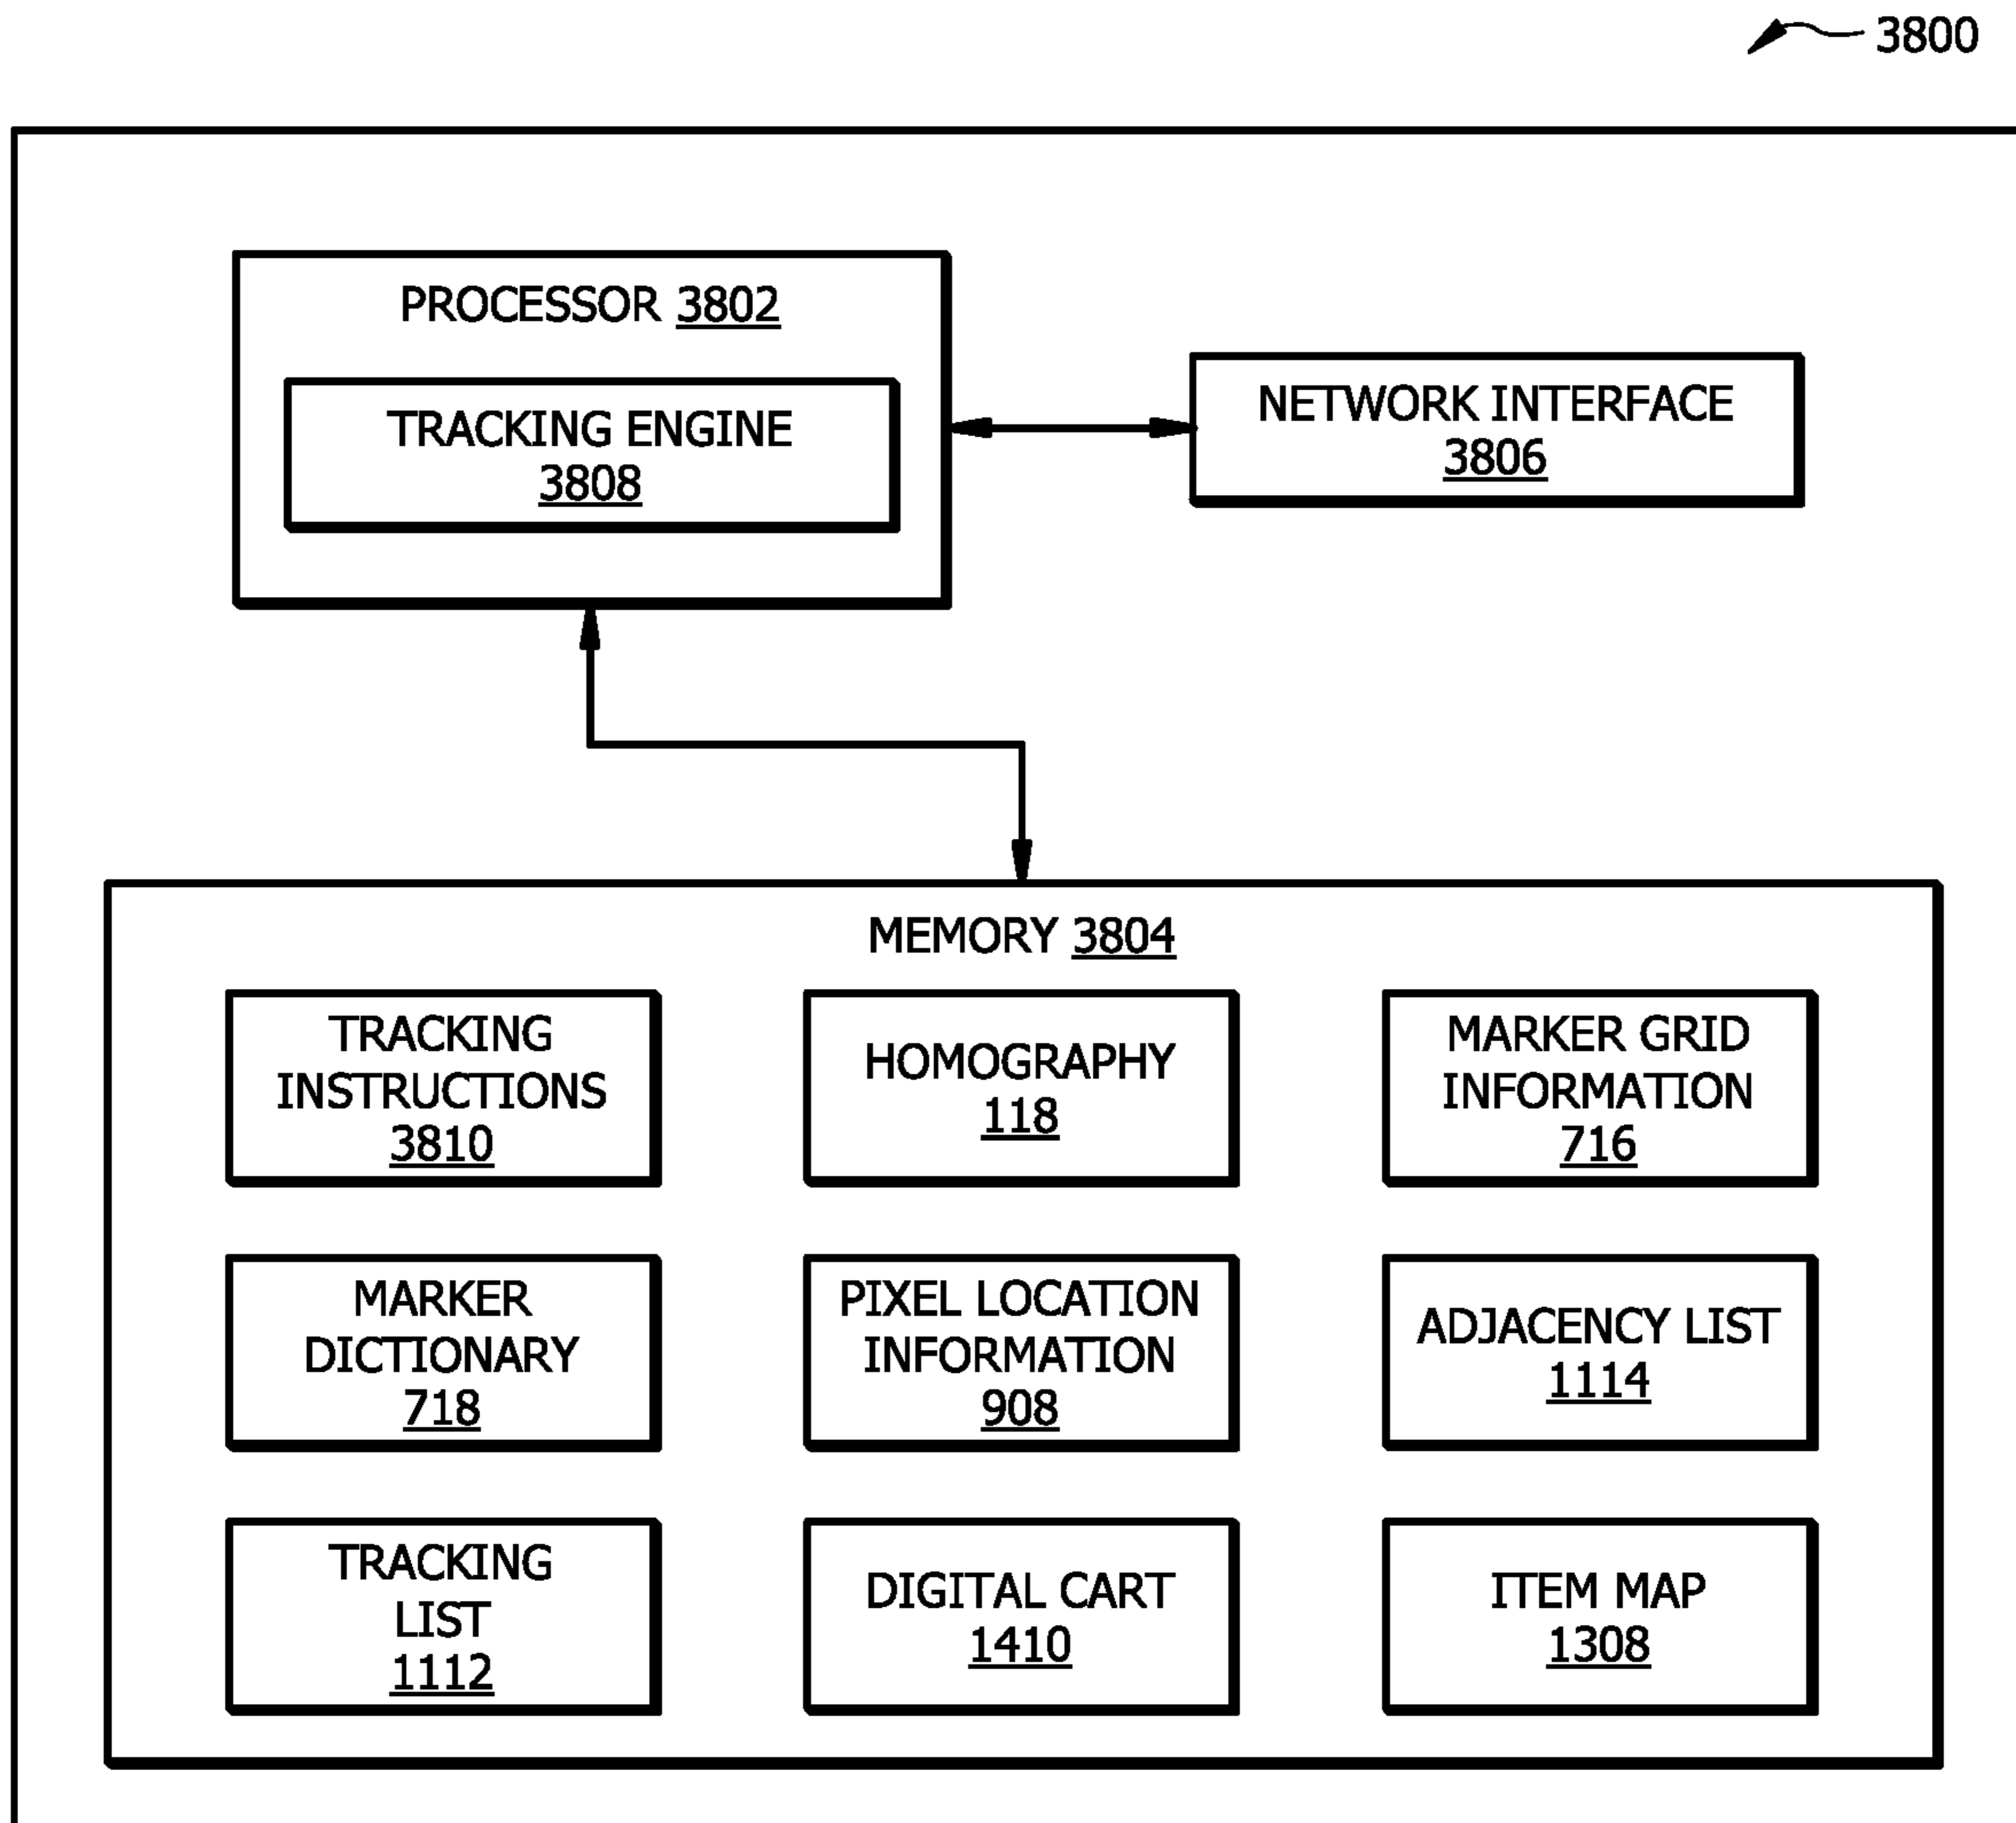 3800
PROCESSOR 3802
TRACKING ENGINE
3808
NETWORK INTERFACE
3806
MEMORY 3804
TRACKING
INSTRUCTIONS
3810
HOMOGRAPHY
118
MARKER GRID
INFORMATION
716
MARKER
DICTIONARY
718
PIXEL LOCATION
INFORMATION
908
ADJACENCY LIST
1114
TRACKING
LIST
1112
DIGITAL CART
1410
ITEM MAP
1308